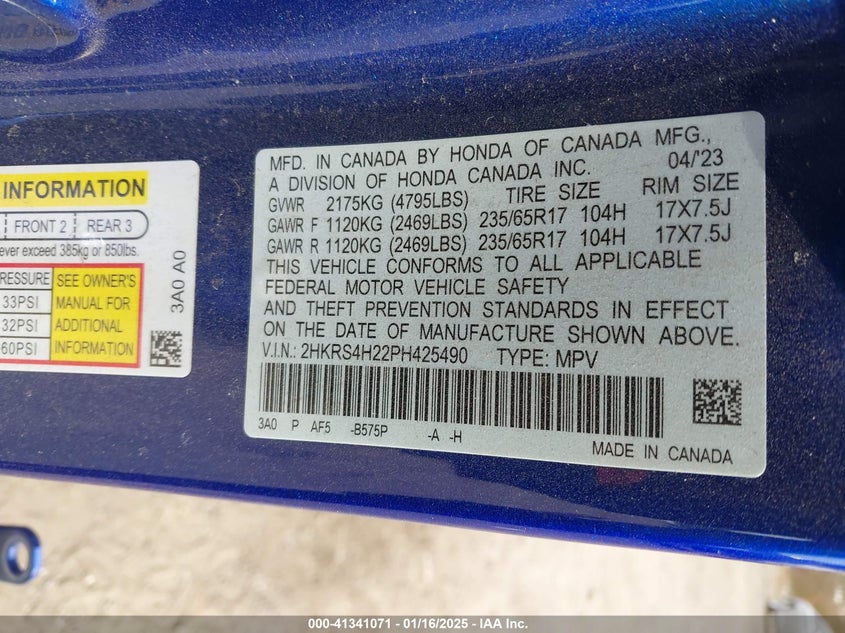 INFORMATION
FRONT 2 REAR 3
ever exceed 385kg or 850lbs.
PRESSURE SEE OWNER'S
33PSI MANUAL FOR
32PSI ADDITIONAL
60PSI INFORMATION
3A0 A0
MFD. IN CANADA BY HONDA OF CANADA MFG.,
A DIVISION OF HONDA CANADA INC. 04/'23
GVWR 2175KG (4795LBS) TIRE SIZE RIM SIZE
GAWR F 1120KG (2469LBS) 235/65R17 104H 17X7.5J
GAWR R 1120KG (2469LBS) 235/65R17 104H 17X7.5J
THIS VEHICLE CONFORMS TO ALL APPLICABLE
FEDERAL MOTOR VEHICLE SAFETY
AND THEFT PREVENTION STANDARDS IN EFFECT
ON THE DATE OF MANUFACTURE SHOWN ABOVE.
V.I.N.: 2HKRS4H22PH425490 TYPE: MPV
3A0 P AF5 -B575P -A -H
MADE IN CANADA
000-41341071 - 01/16/2025 - IAA Inc.